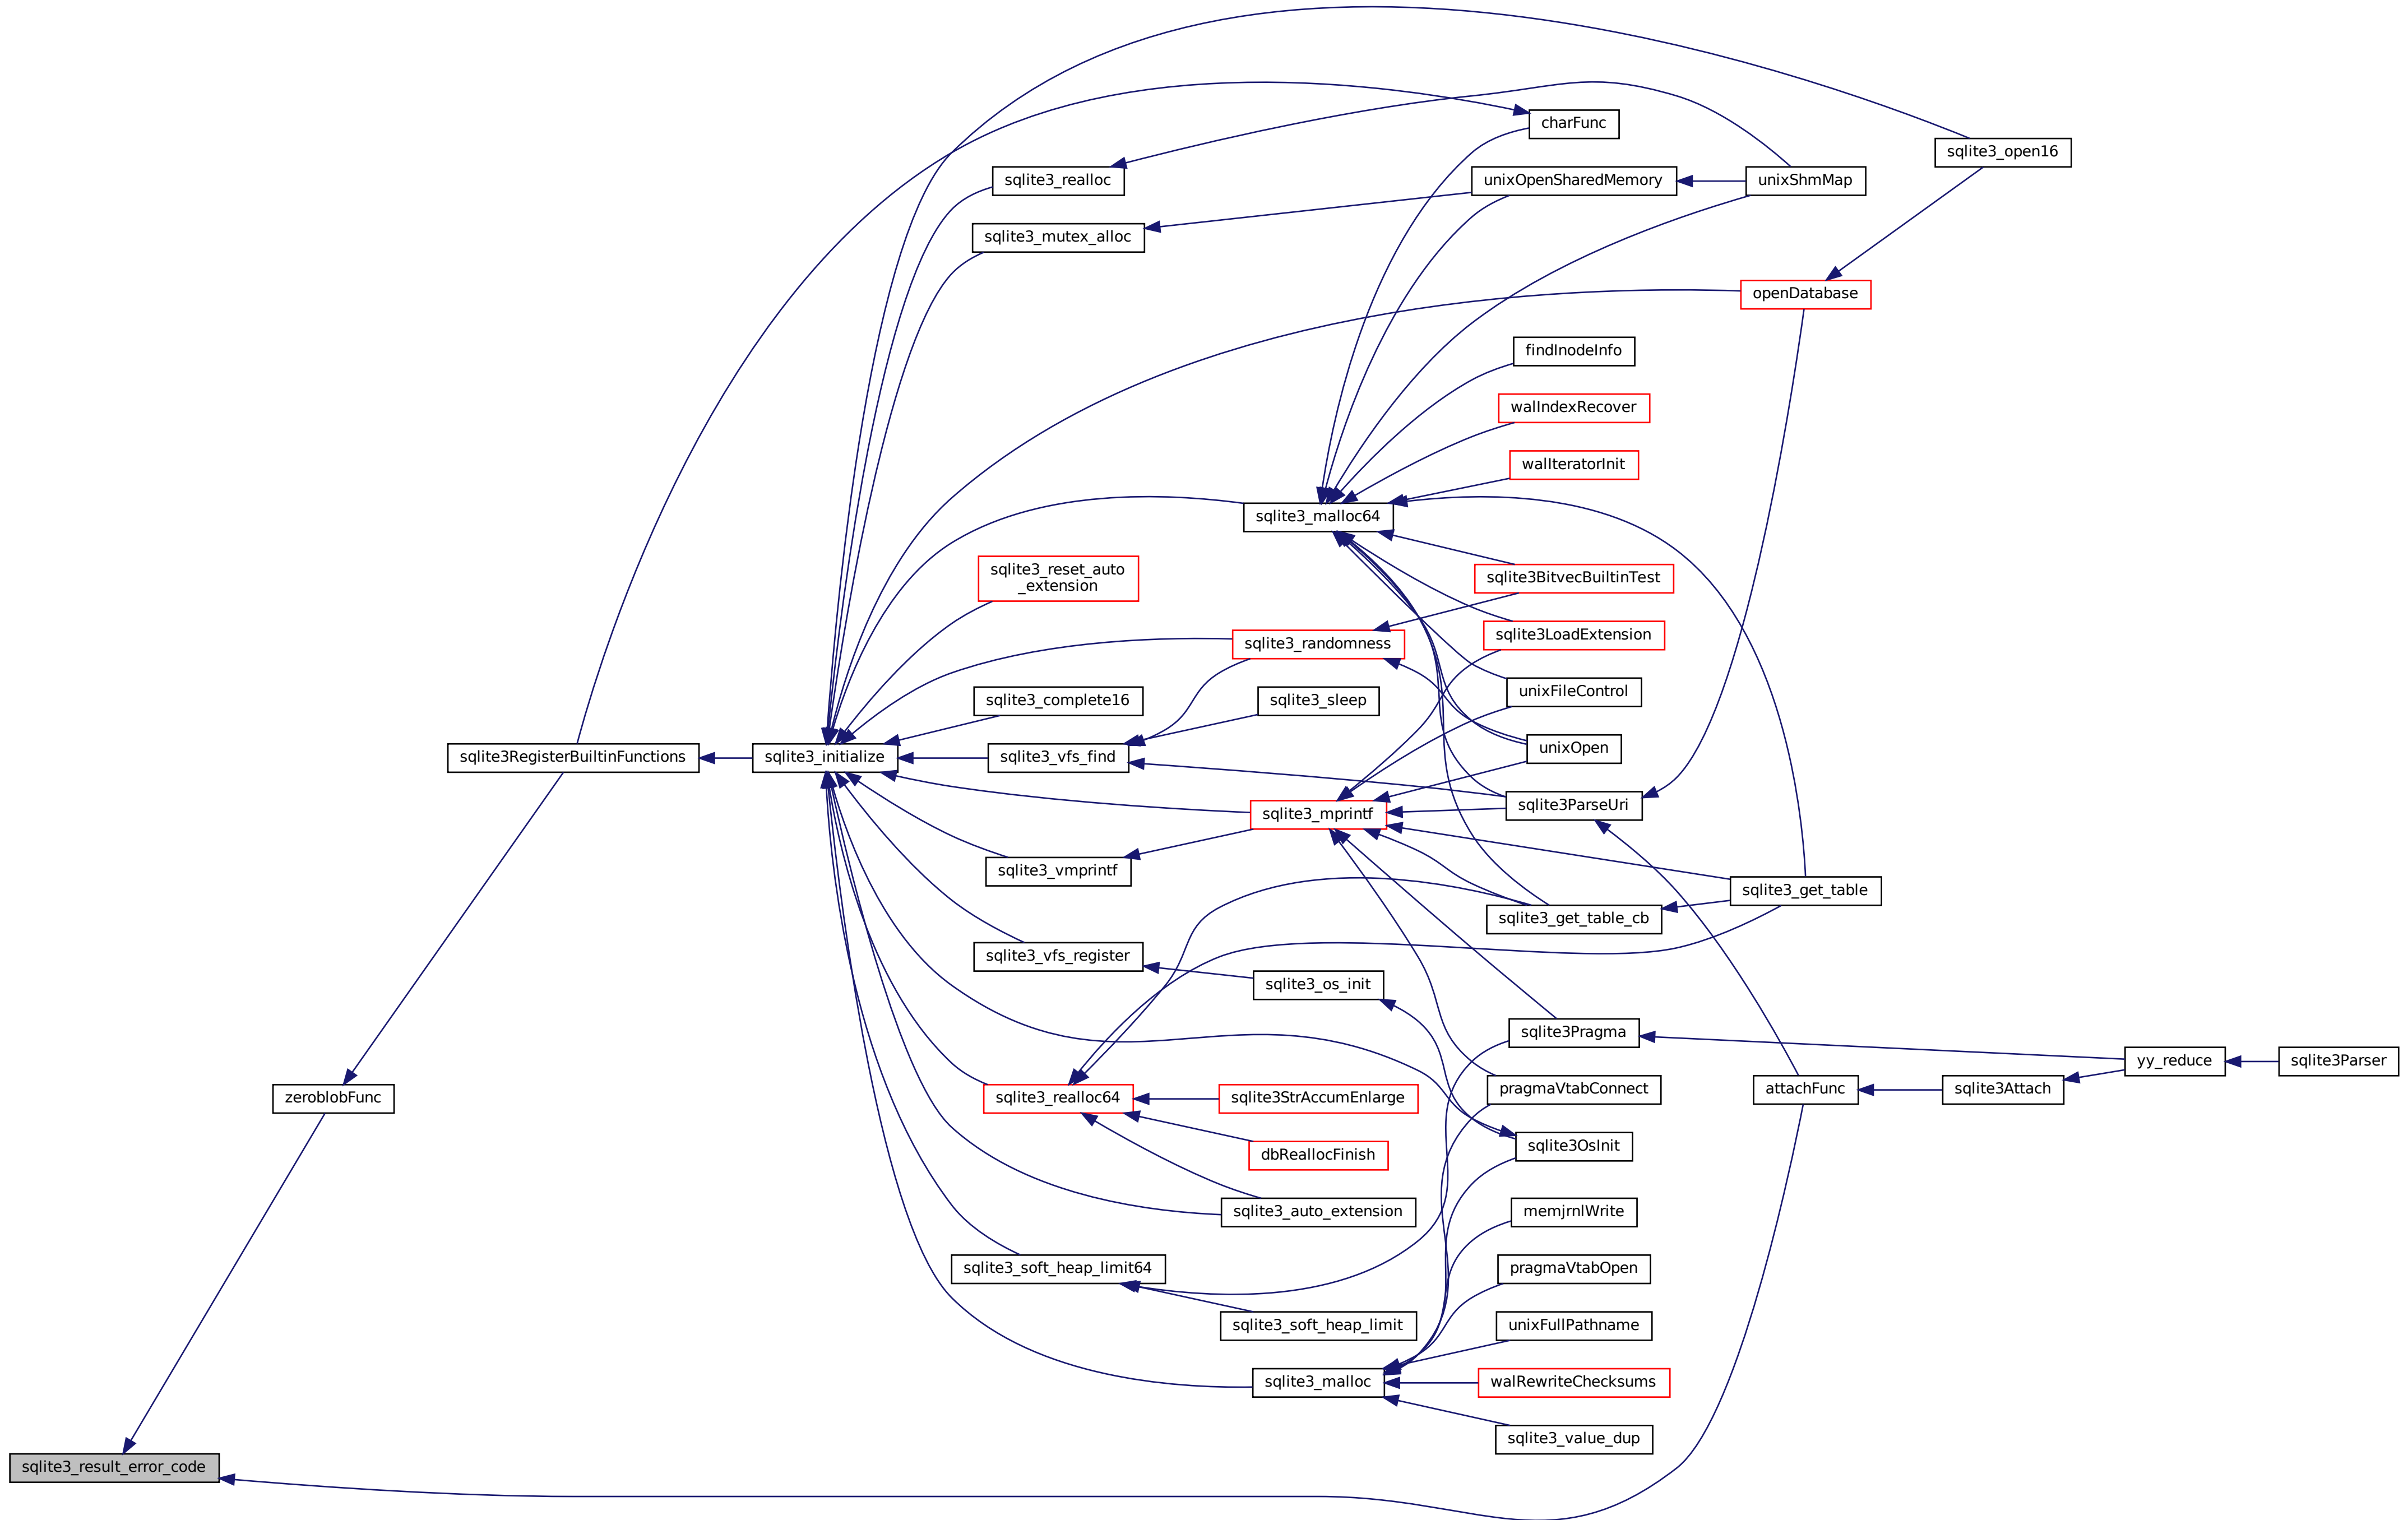 charFunc
sqlite3_open16
sqlite3_realloc
unixOpenSharedMemory
unixShmMap
sqlite3_mutex_alloc
openDatabase
findInodeInfo
walIndexRecover
walIteratorInit
sqlite3_malloc64
sqlite3_reset_auto
_extension
sqlite3BitvecBuiltinTest
sqlite3LoadExtension
sqlite3_randomness
unixFileControl
sqlite3_complete16
sqlite3_sleep
unixOpen
sqlite3RegisterBuiltinFunctions
sqlite3_initialize
sqlite3_vfs_find
sqlite3ParseUri
sqlite3_mprintf
sqlite3_vmprintf
sqlite3_get_table
sqlite3_get_table_cb
sqlite3_vfs_register
sqlite3_os_init
sqlite3Pragma
yy_reduce
sqlite3Parser
zeroblobFunc
sqlite3_realloc64
sqlite3StrAccumEnlarge
pragmaVtabConnect
attachFunc
sqlite3Attach
dbReallocFinish
sqlite3OsInit
sqlite3_auto_extension
memjrnlWrite
sqlite3_soft_heap_limit64
pragmaVtabOpen
sqlite3_soft_heap_limit
unixFullPathname
sqlite3_malloc
walRewriteChecksums
sqlite3_value_dup
sqlite3_result_error_code